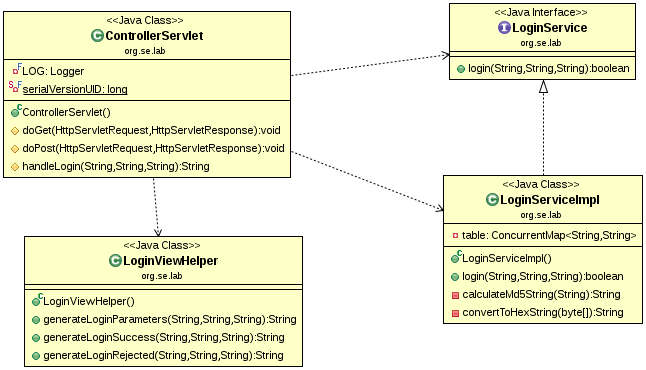 <<Java Class>>
ControllerServlet
org.se.lab
LOG: Logger
serialVersionUID: long
ControllerServlet()
doGet(HttpServletRequest,HttpServletResponse):void
doPost(HttpServletRequest,HttpServletResponse):void
handleLogin(String,String,String):String
<<Java Interface>>
LoginService
org.se.lab
login(String,String,String):boolean
<<Java Class>>
LoginServiceImpl
org.se.lab
table: ConcurrentMap<String,String>
LoginServiceImpl()
login(String,String,String):boolean
calculateMd5String(String):String
convertToHexString(byte[]):String
<<Java Class>>
LoginViewHelper
org.se.lab
LoginViewHelper()
generateLoginParameters(String,String,String):String
generateLoginSuccess(String,String,String):String
generateLoginRejected(String,String,String):String